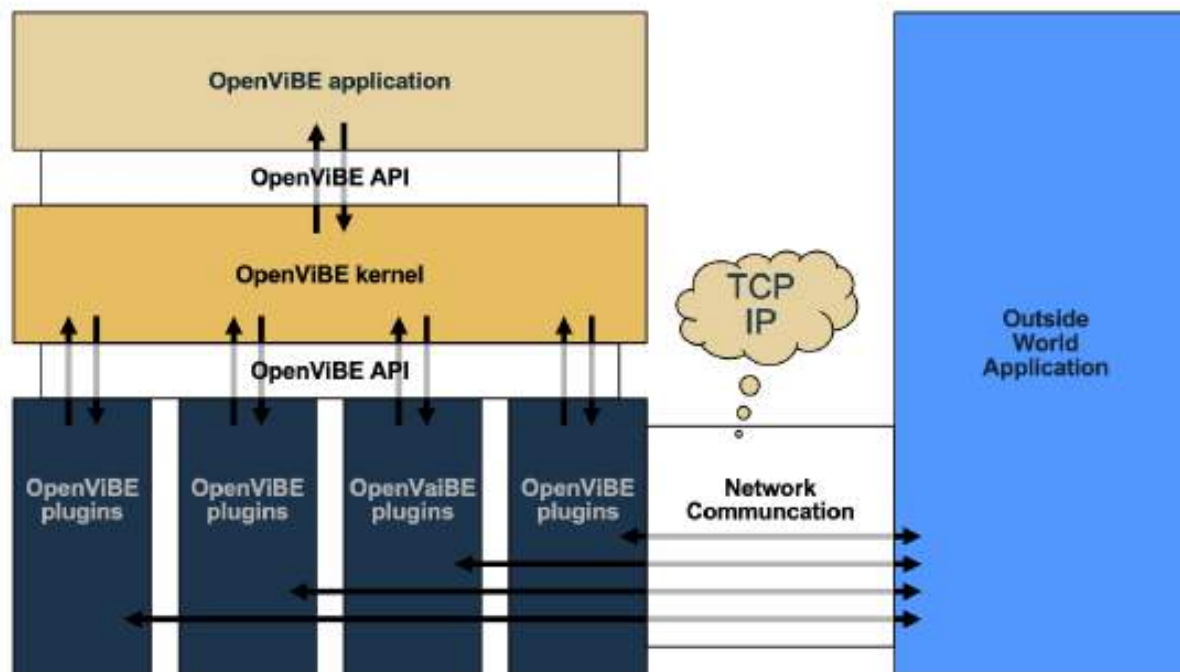 OpenViBE application
OpenViBE API
OpenViBE kernel
TCP
IP
Outside
World
Application
OpenViBE API
OpenViBE
plugins
OpenViBE
plugins
OpenVaiBE
plugins
OpenViBE
plugins
Network
Communcation